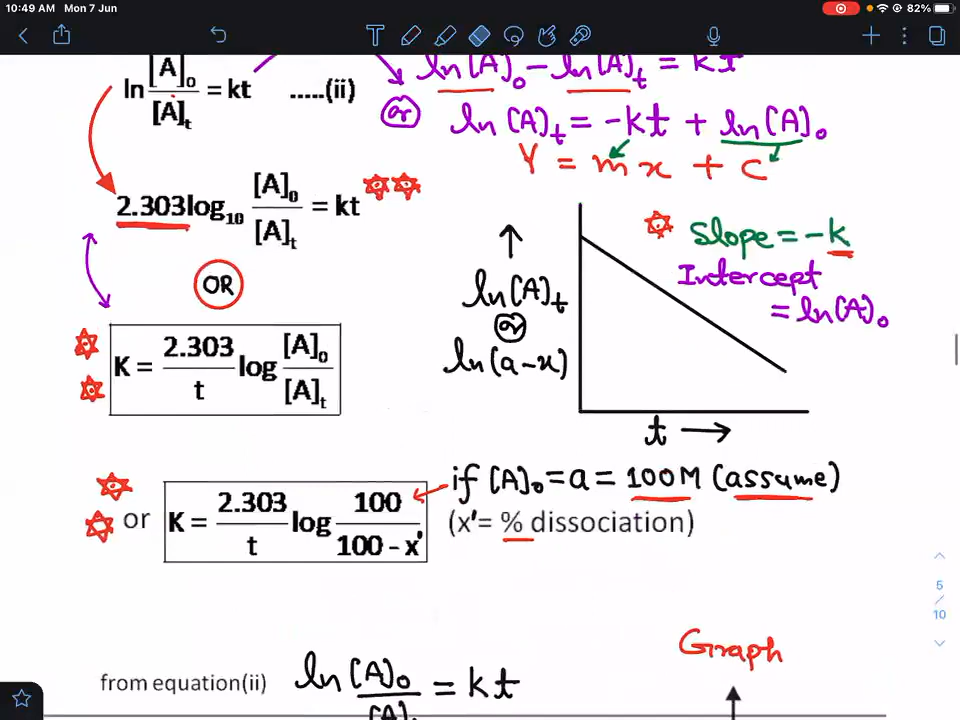 10:49 AM Mon 7 Jun
82%
ln [A]₀/[A]ₜ = kt .....(ii)
ln[A]₀ - ln[A]ₜ = kt
or ln[A]ₜ = -kt + ln[A]₀
Y = mx + c
2.303log₁₀ [A]₀/[A]ₜ = kt
OR
K = 2.303/t log [A]₀/[A]ₜ
ln[A]ₜ
or
ln(a-x)
Slope = -k
Intercept
= ln[A]₀
t
if [A]₀ = a = 100M (assume)
or K = 2.303/t log 100/100 - x' (x'= % dissociation)
5
/
10
Graph
from equation(ii) ln [A]₀/[A] = kt